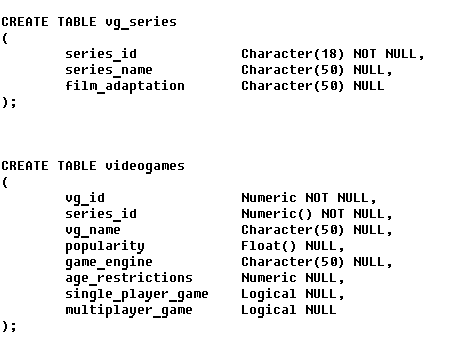 CREATE TABLE vg_series
(
series_id Character(18) NOT NULL,
series_name Character(50) NULL,
film_adaptation Character(50) NULL
);
CREATE TABLE videogames
(
vg_id Numeric NOT NULL,
series_id Numeric() NOT NULL,
vg_name Character(50) NULL,
popularity Float() NULL,
game_engine Character(50) NULL,
age_restrictions Numeric NULL,
single_player_game Logical NULL,
multiplayer_game Logical NULL
);